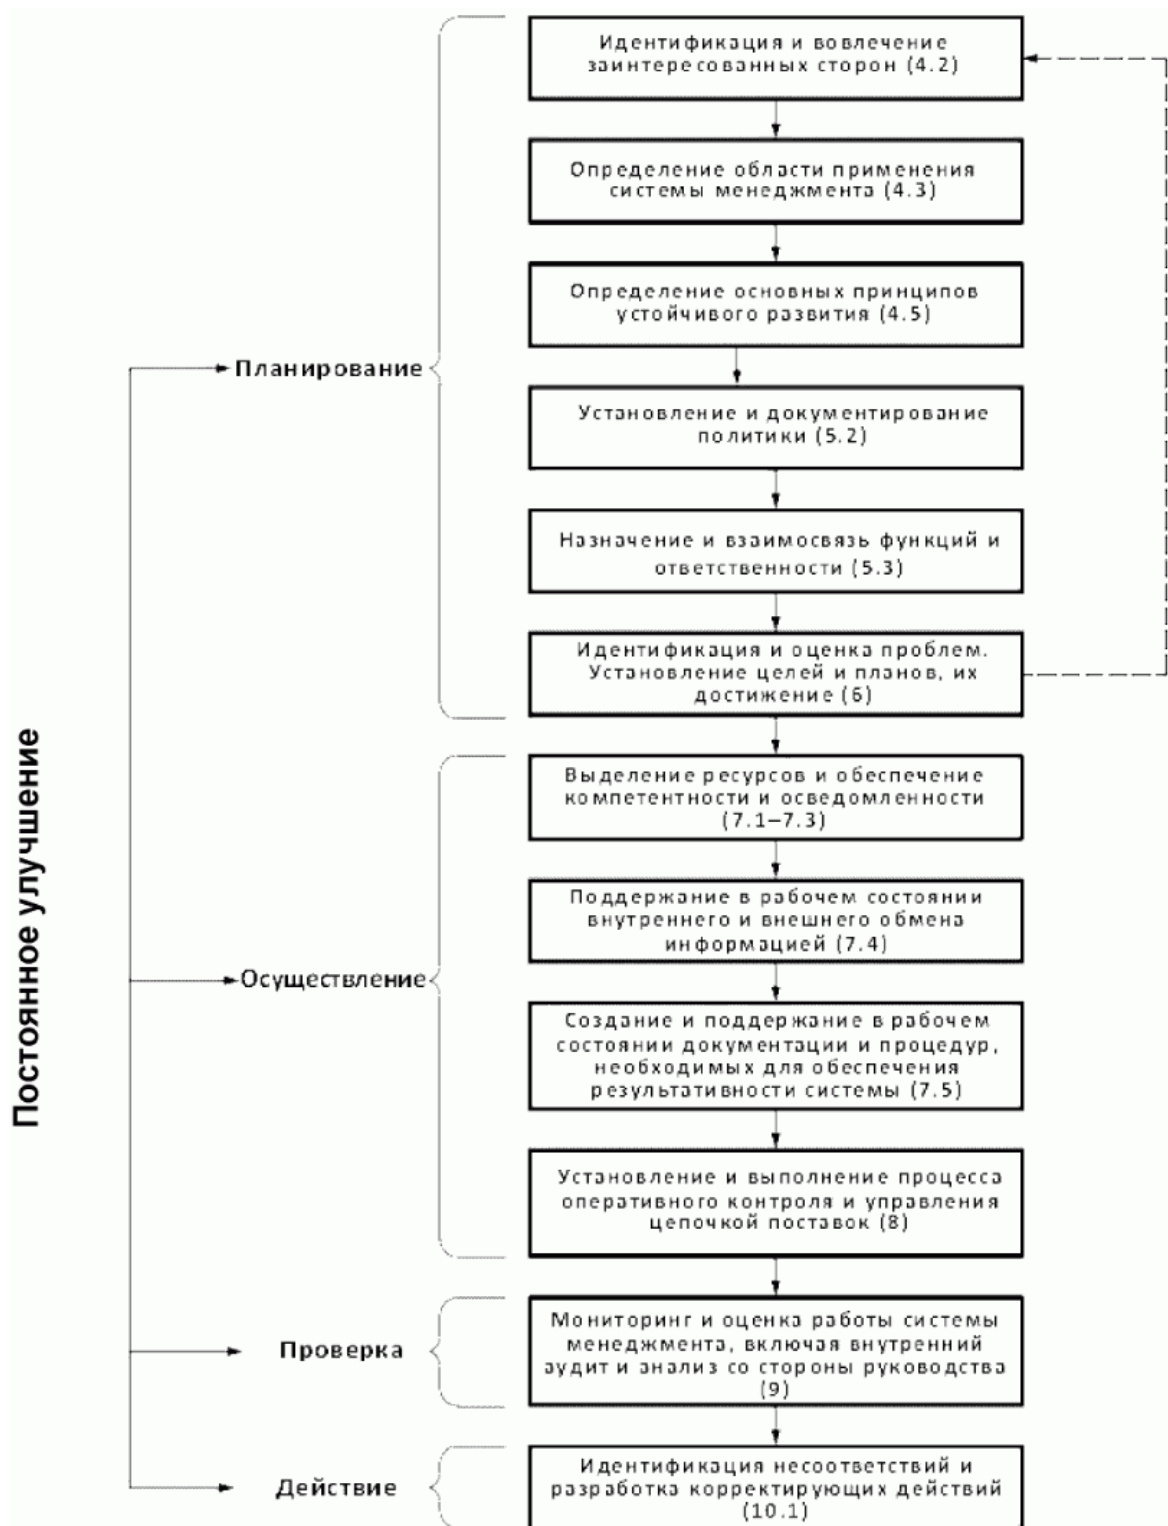 Идентификация и вовлечение
заинтересованных сторон (4.2)
Определение области применения
системы менеджмента (4.3)
Определение основных принципов
устойчивого развития (4.5)
Планирование
Установление и документирование
политики (5.2)
Назначение и взаимосвязь функций и
ответственности (5.3)
Идентификация и оценка проблем.
Установление целей и планов, их
достижение (6)
Постоянное улучшение
Выделение ресурсов и обеспечение
компетентности и осведомленности
(7.1–7.3)
Поддержание в рабочем состоянии
внутреннего и внешнего обмена
информацией (7.4)
Осуществление
Создание и поддержание в рабочем
состоянии документации и процедур,
необходимых для обеспечения
результативности системы (7.5)
Установление и выполнение процесса
оперативного контроля и управления
цепочкой поставок (8)
Проверка
Мониторинг и оценка работы системы
менеджмента, включая внутренний
аудит и анализ со стороны руководства
(9)
Действие
Идентификация несоответствий и
разработка корректирующих действий
(10.1)